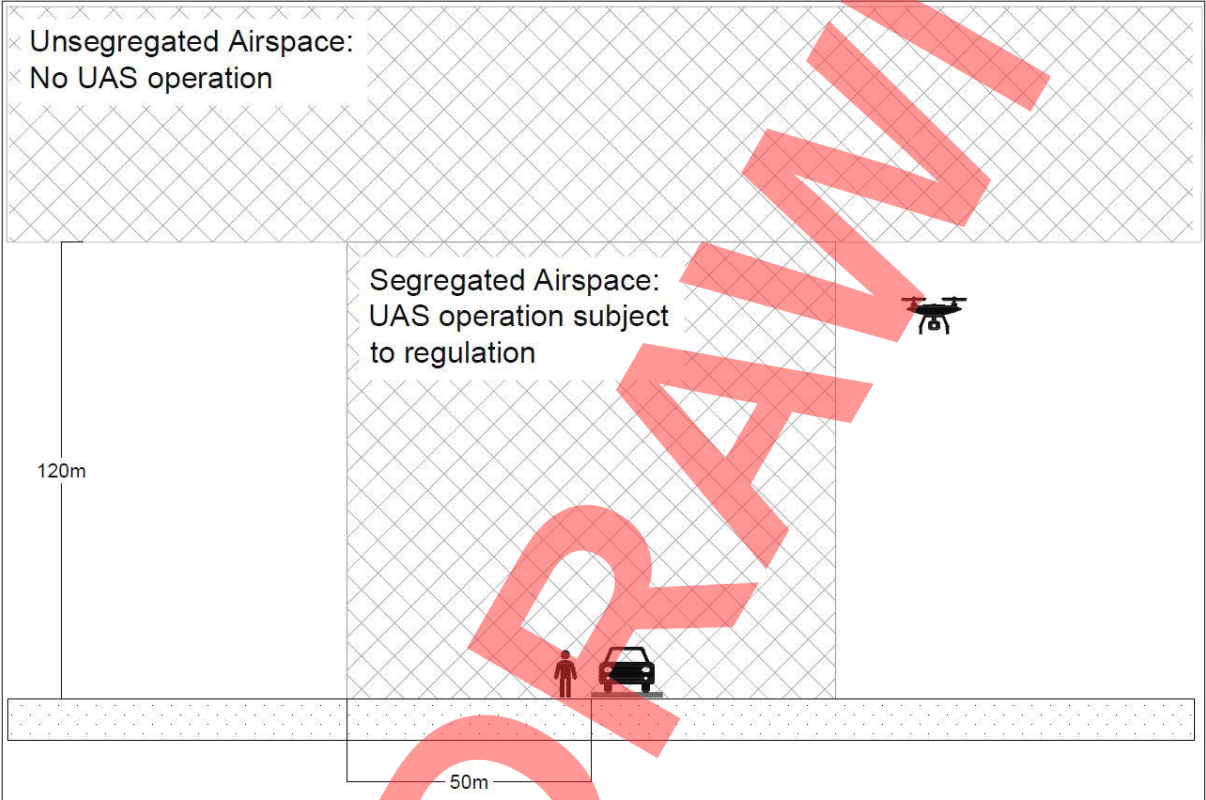 Unsegregated Airspace:
No UAS operation
Segregated Airspace:
UAS operation subject
to regulation
120m
50m